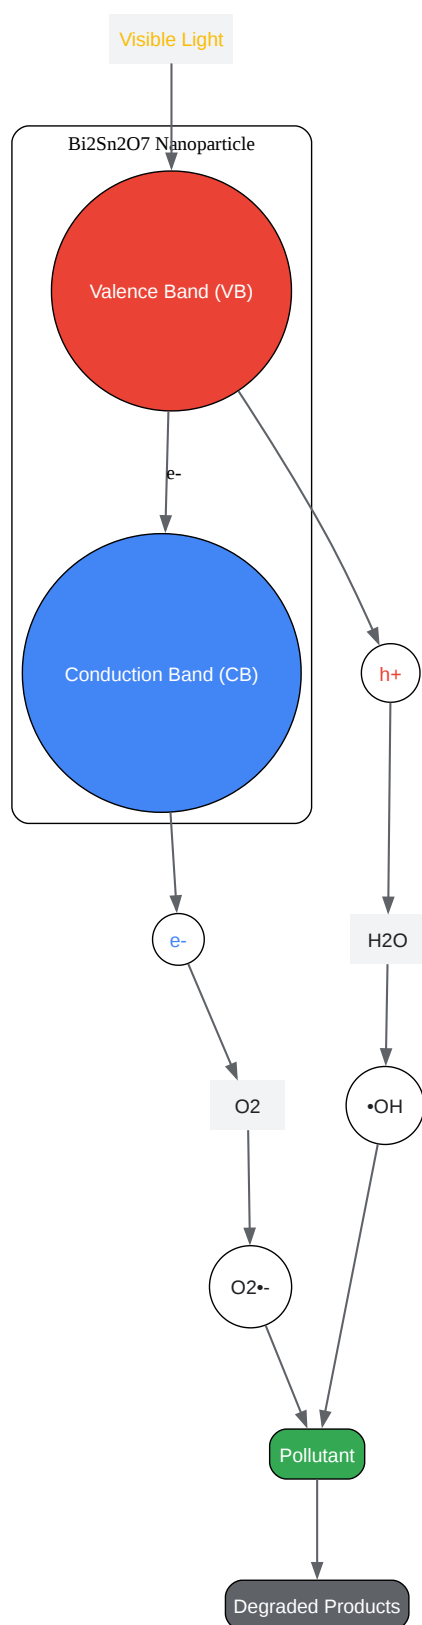 Visible Light
Bi2Sn2O7 Nanoparticle
Valence Band (VB)
e-
Conduction Band (CB)
h+
e-
H2O
O2
•OH
O2•-
Pollutant
Degraded Products